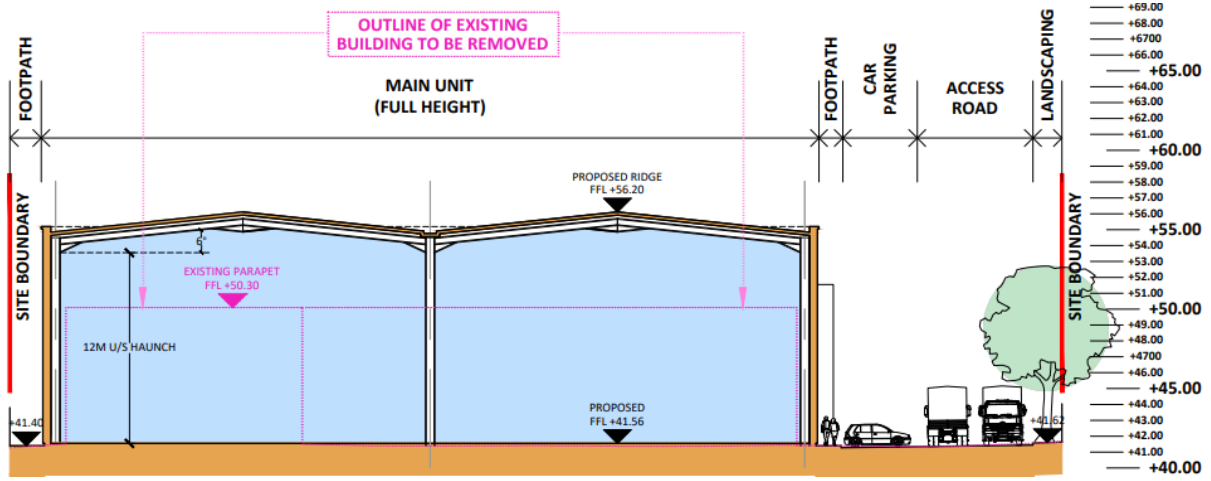 OUTLINE OF EXISTING
BUILDING TO BE REMOVED
FOOTPATH
MAIN UNIT
(FULL HEIGHT)
FOOTPATH
CAR
PARKING
ACCESS
ROAD
LANDSCAPING
SITE BOUNDARY
PROPOSED RIDGE
FFL +56.20
6°
EXISTING PARAPET
FFL +50.30
12M U/S HAUNCH
PROPOSED
FFL +41.56
+41.40
+41.62
SITE BOUNDARY
+69.00
+68.00
+6700
+66.00
+65.00
+64.00
+63.00
+62.00
+61.00
+60.00
+59.00
+58.00
+57.00
+56.00
+55.00
+54.00
+53.00
+52.00
+51.00
+50.00
+49.00
+48.00
+4700
+46.00
+45.00
+44.00
+43.00
+42.00
+41.00
+40.00